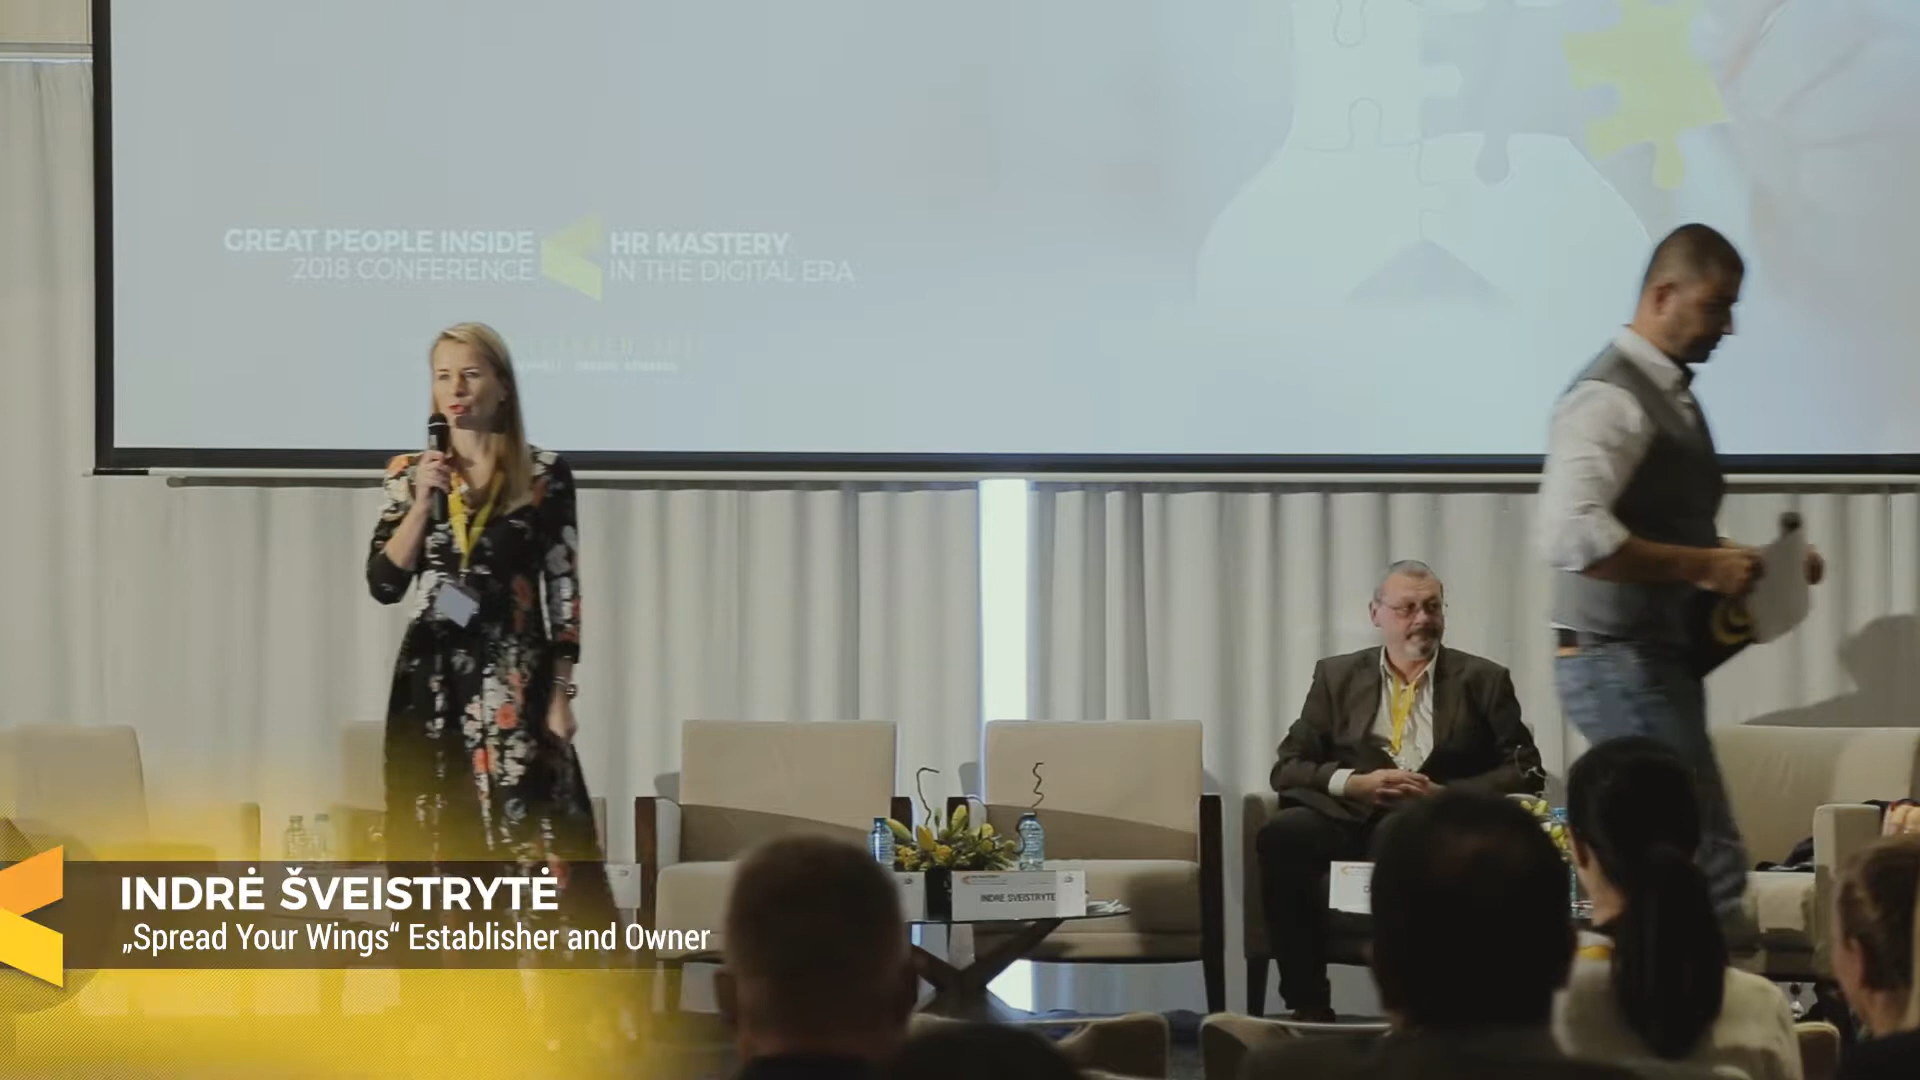 GREAT PEOPLE INSIDE
2018 CONFERENCE
HR MASTERY
IN THE DIGITAL ERA
INDRĖ ŠVEISTRYTĖ
INDRĖ ŠVEISTRYTĖ
„Spread Your Wings“ Establisher and Owner